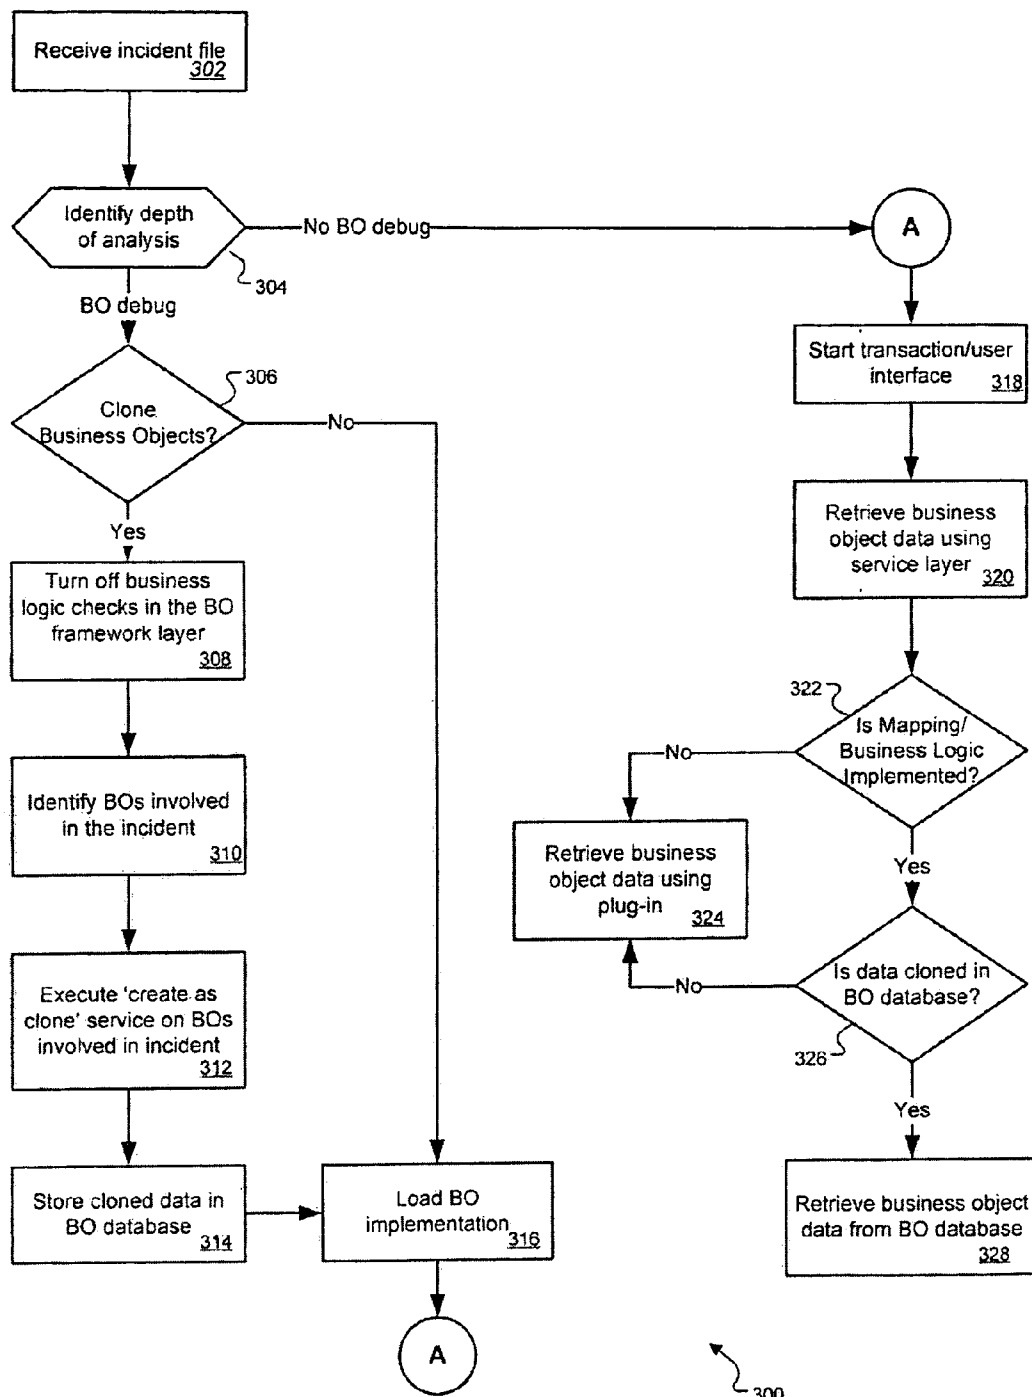 Receive incident file
302
Identify depth
of analysis
304
No BO debug
BO debug
A
Start transaction/user
interface
318
306
Clone
Business Objects?
No
Yes
Retrieve business
object data using
service layer
320
Turn off business
logic checks in the BO
framework layer
308
322
Is Mapping/
Business Logic
Implemented?
No
Yes
Identify BOs involved
in the incident
310
Retrieve business
object data using
plug-in
324
Is data cloned in
BO database?
326
No
Yes
Execute 'create as
clone' service on BOs
involved in incident
312
Store cloned data in
BO database
314
Load BO
implementation
316
Retrieve business object
data from BO database
328
A
300